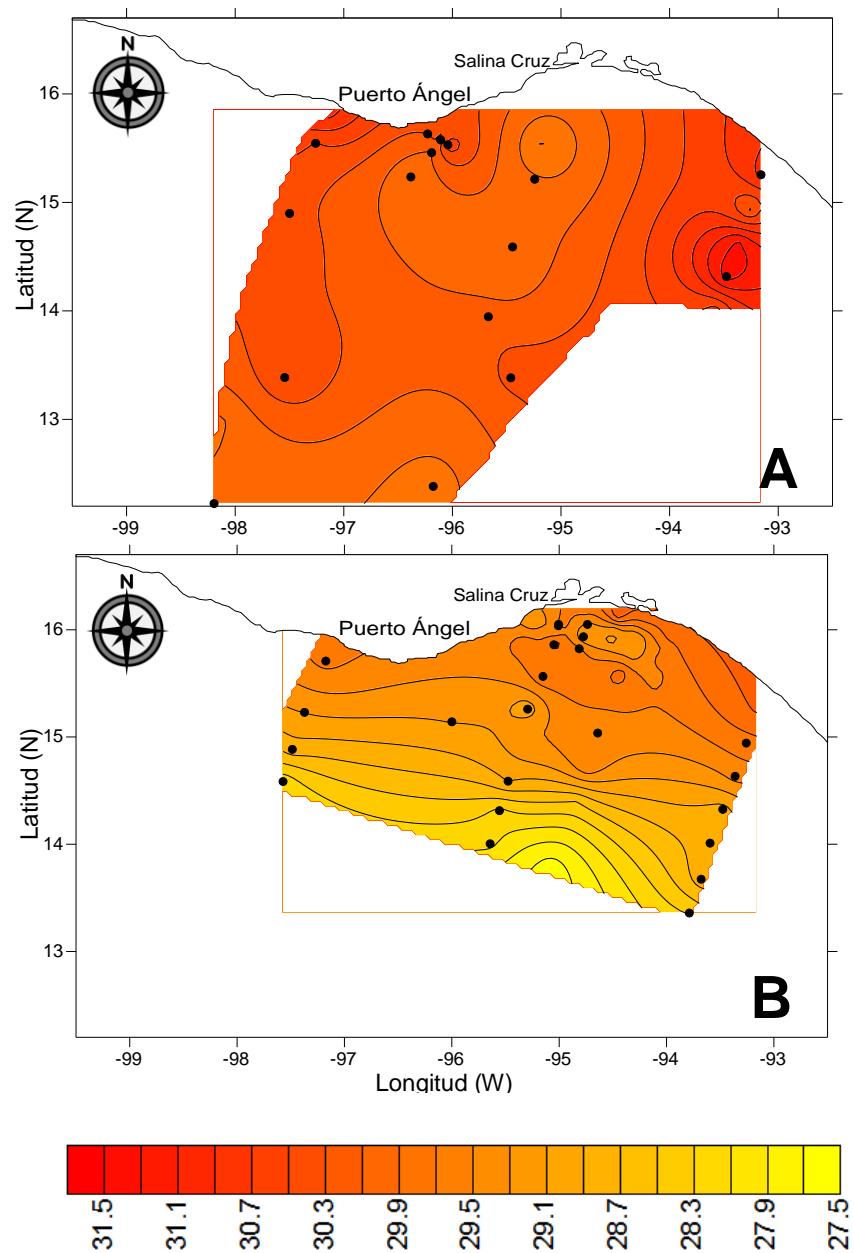 N
Salina Cruz
Puerto Ángel
16
15
14
13
Latitud (N)
A
-99 -98 -97 -96 -95 -94 -93
N
Salina Cruz
Puerto Ángel
16
15
14
13
Latitud (N)
B
-99 -98 -97 -96 -95 -94 -93
Longitud (W)
31.5 31.1 30.7 30.3 29.9 29.5 29.1 28.7 28.3 27.9 27.5